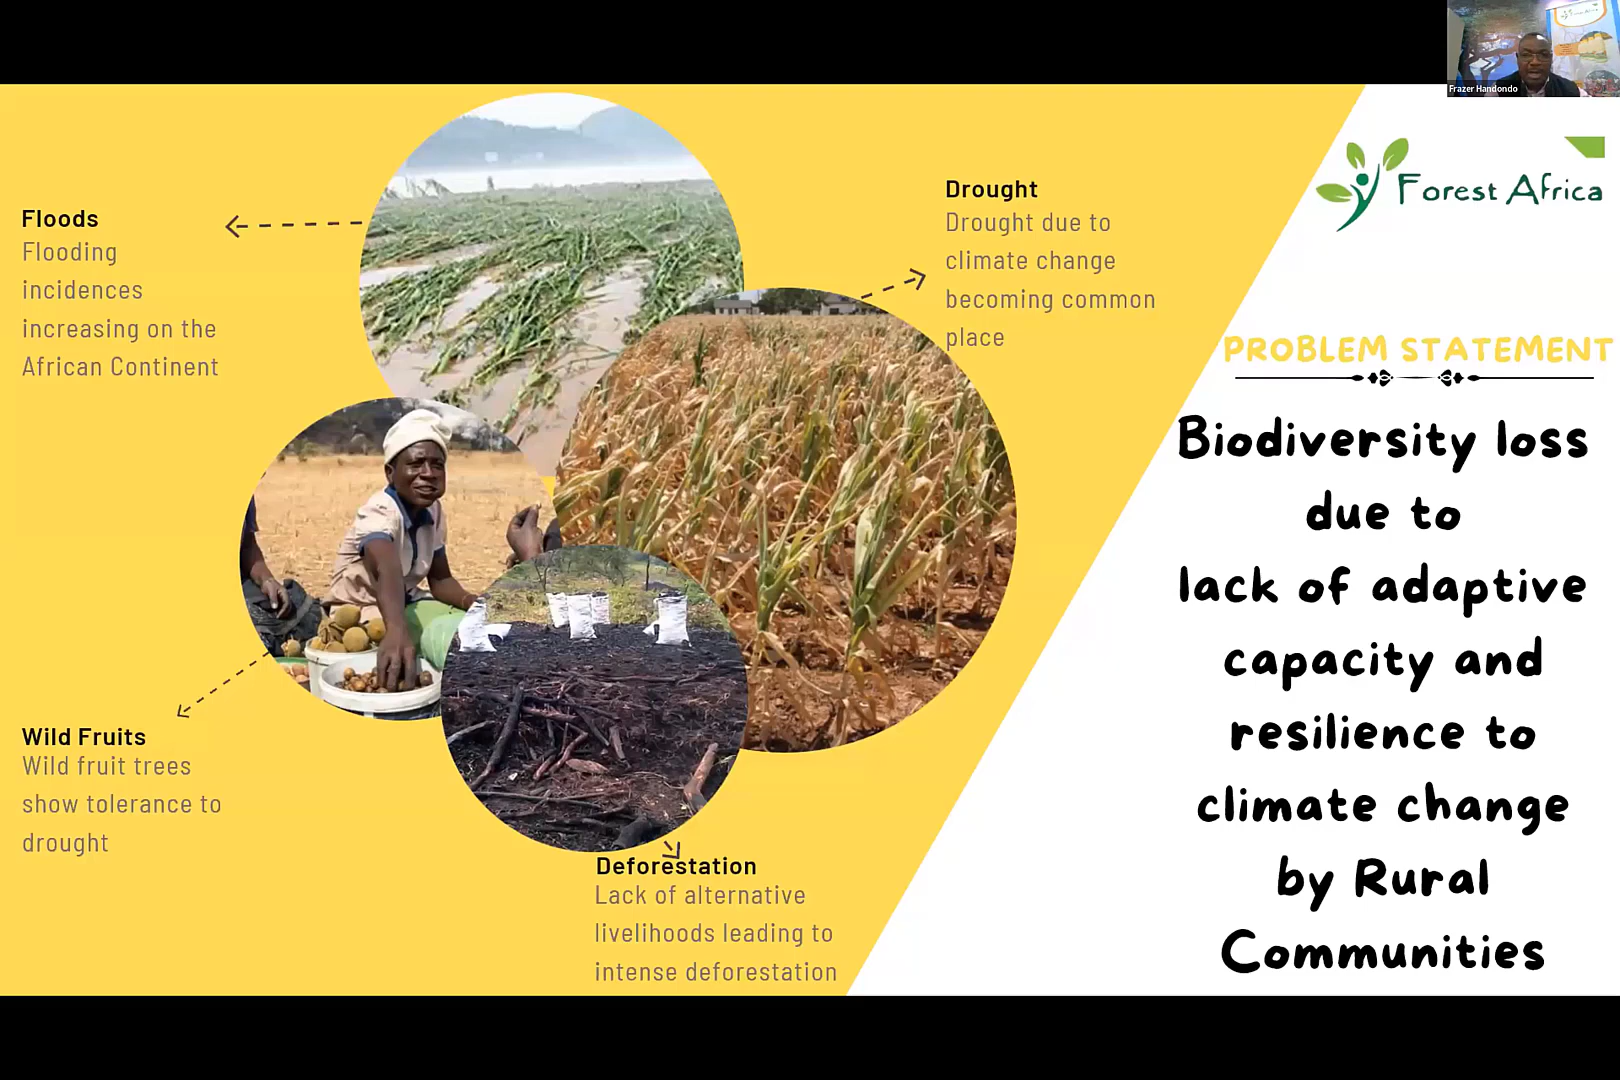 Frazer Handondo
Forest Africa
Floods
Flooding
incidences
increasing on the
African Continent
Drought
Drought due to
climate change
becoming common
place
Wild Fruits
Wild fruit trees
show tolerance to
drought
Deforestation
Lack of alternative
livelihoods leading to
intense deforestation
PROBLEM STATEMENT
Biodiversity loss
due to
lack of adaptive
capacity and
resilience to
climate change
by Rural
Communities